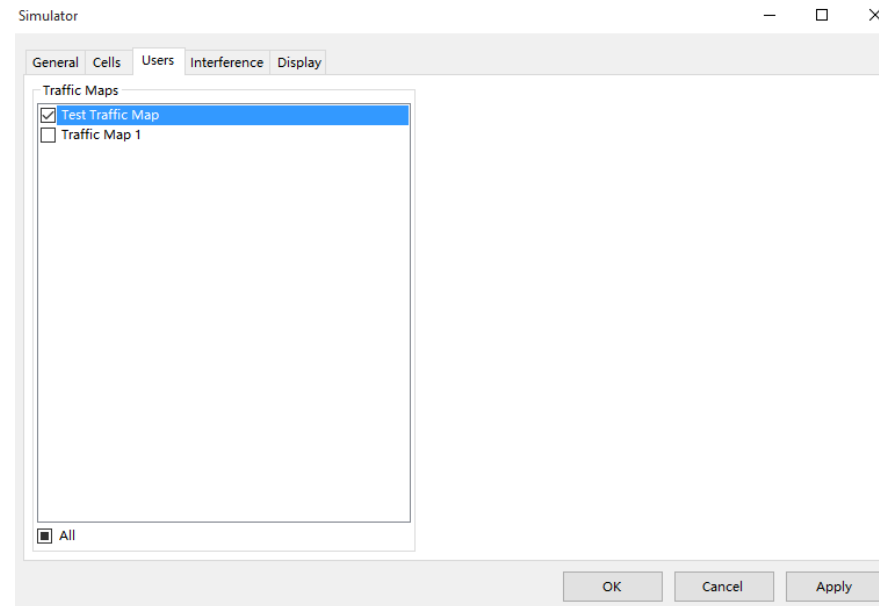 Simulator
General Cells Users Interference Display
Traffic Maps
Test Traffic Map
Traffic Map 1
All
OK Cancel Apply